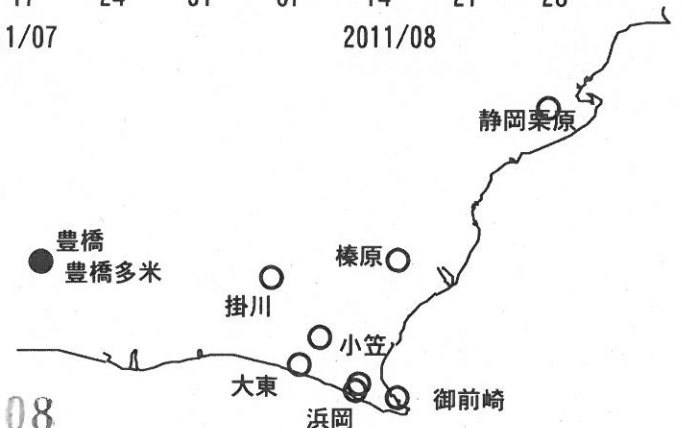 1/07 2011/08
静岡栗原
豊橋
豊橋多米
榛原
掛川
小笠
大東
御前崎
浜岡
08